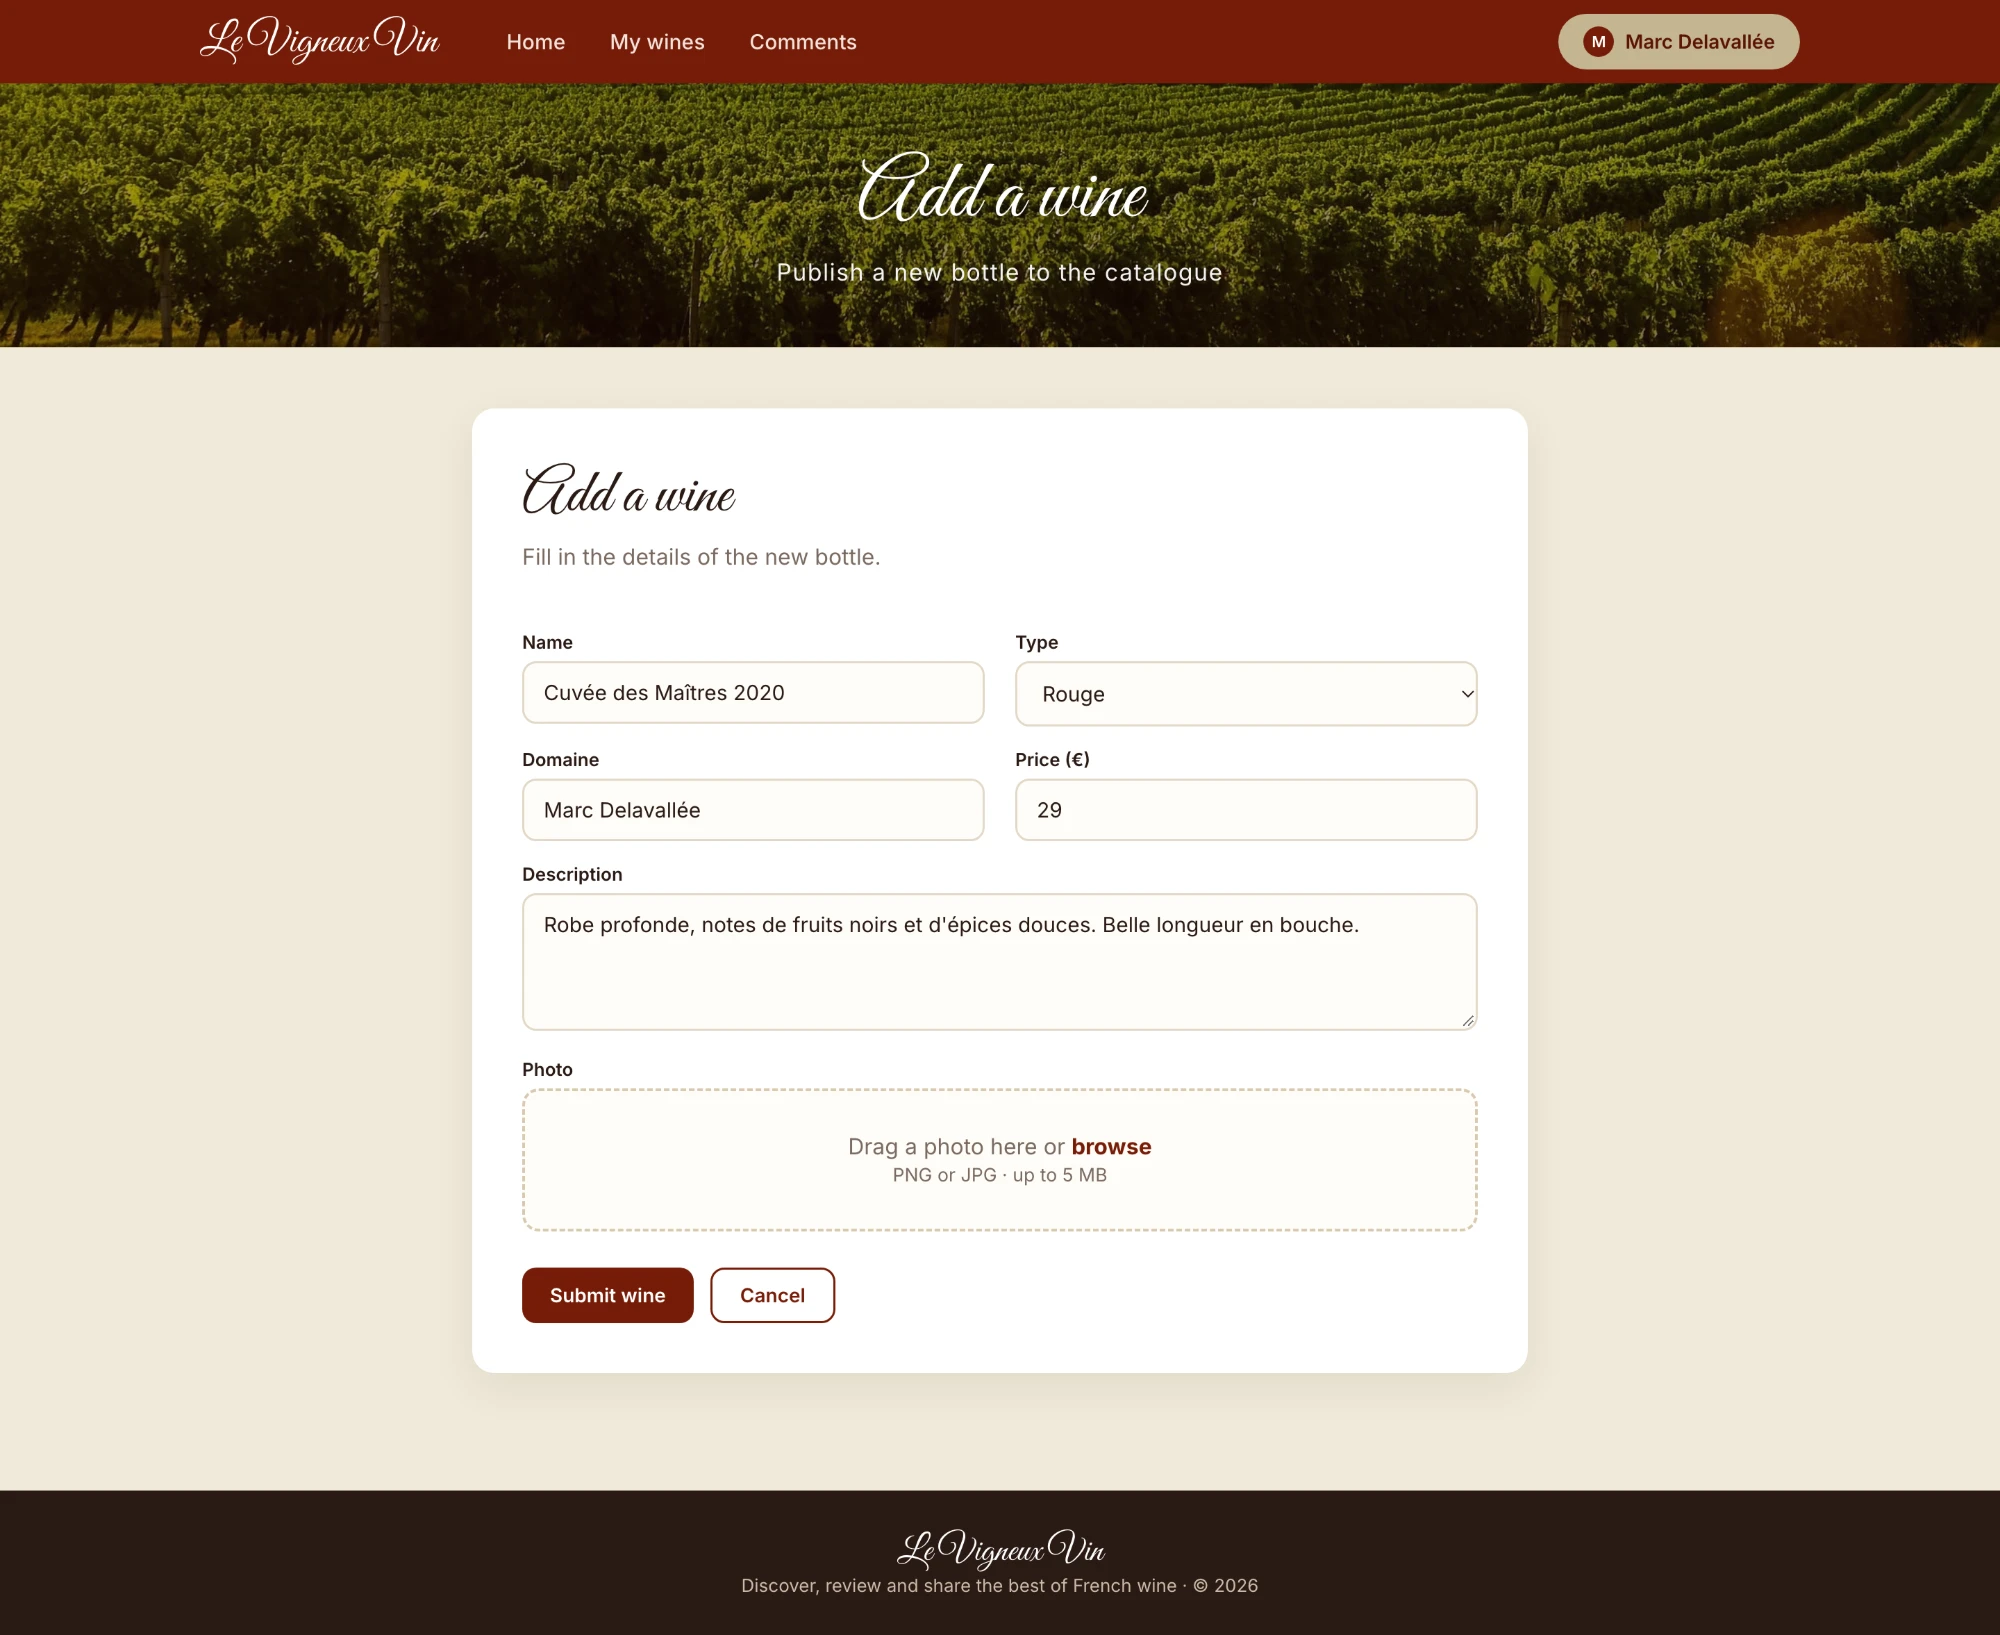 Le Vigneux Vin
Home
My wines
Comments
M Marc Delavallée
Add a wine
Publish a new bottle to the catalogue
Add a wine
Fill in the details of the new bottle.
Name
Type
Cuvée des Maîtres 2020
Rouge
Domaine
Price (€)
Marc Delavallée
29
Description
Robe profonde, notes de fruits noirs et d'épices douces. Belle longueur en bouche.
Photo
Drag a photo here or browse
PNG or JPG · up to 5 MB
Submit wine
Cancel
Le Vigneux Vin
Discover, review and share the best of French wine · © 2026